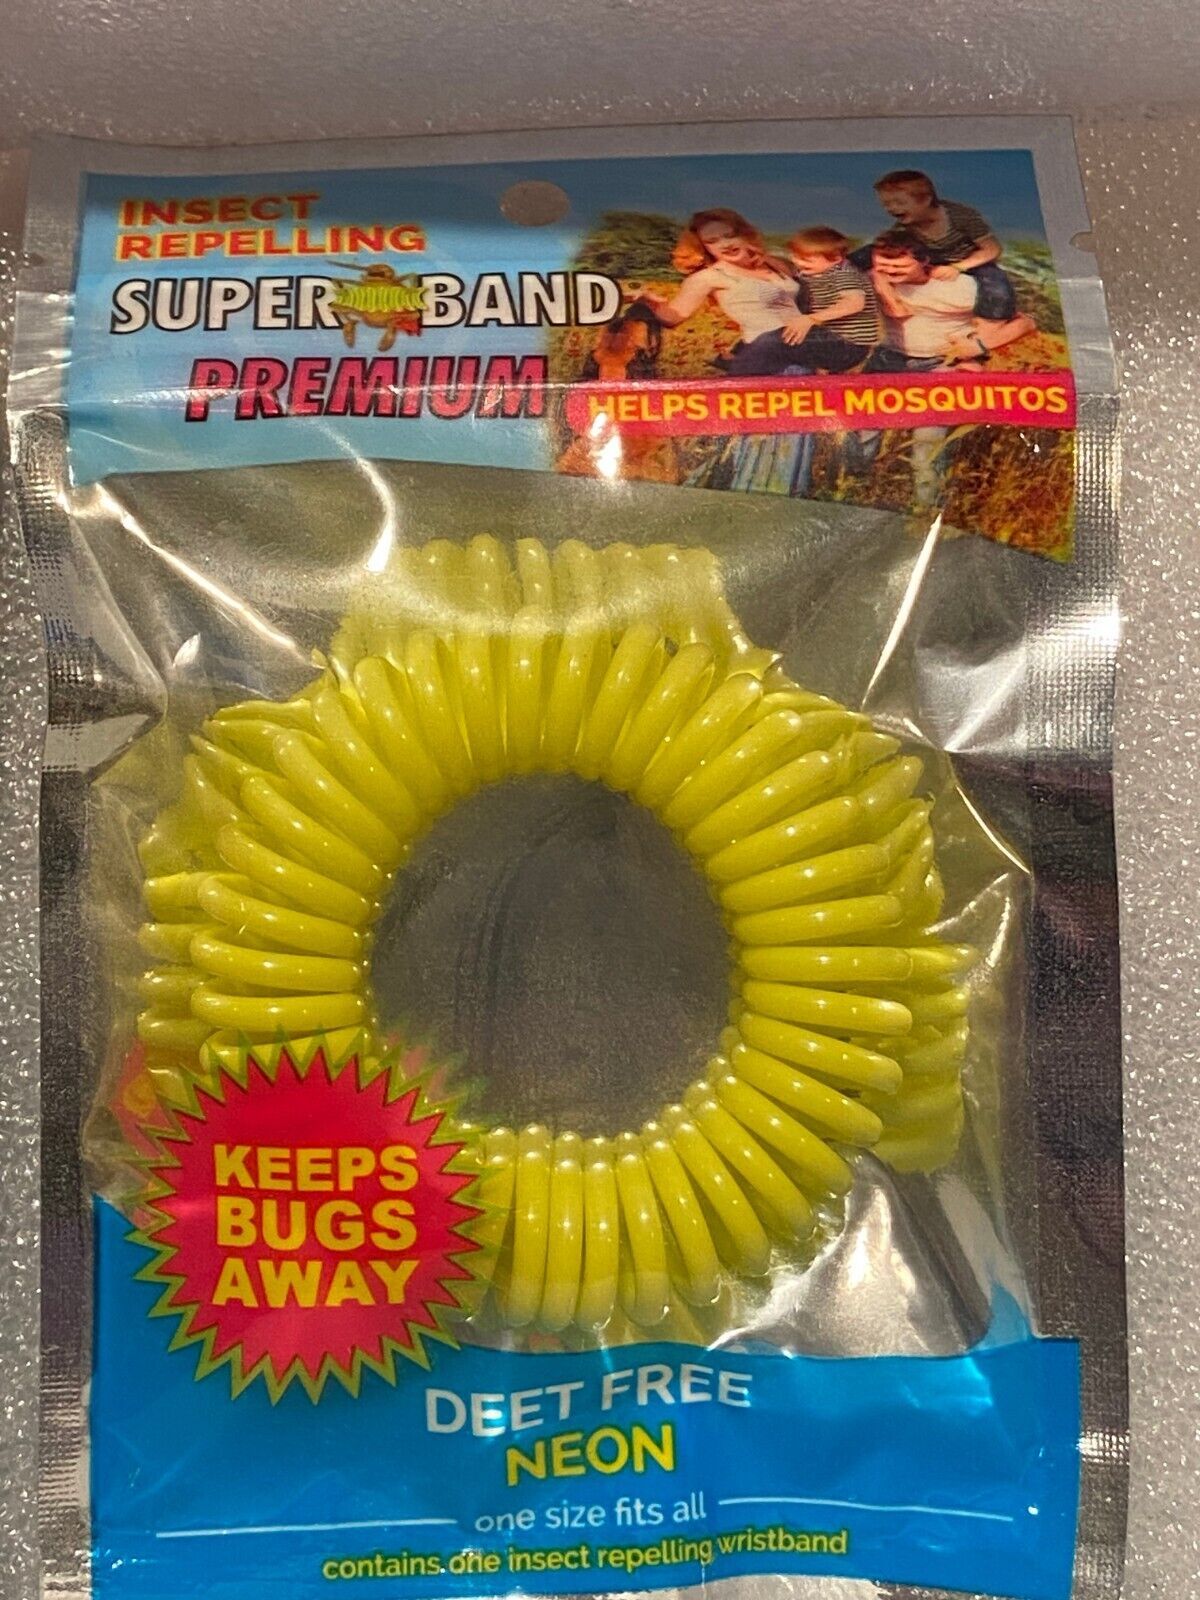 INSECT
REPELLING
SUPER BAND
PREMIUM
HELPS REPEL MOSQUITOS
KEEPS
BUGS
AWAY
DEET FREE
NEON
one size fits all
contains one insect repelling wristband